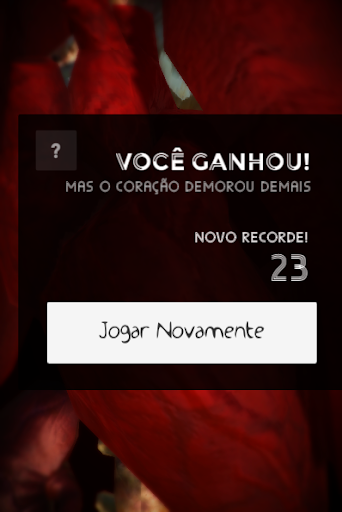 ?
VOCÊ GANHOU!
MAS O CORAÇÃO DEMOROU DEMAIS
NOVO RECORDE!
23
Jogar Novamente